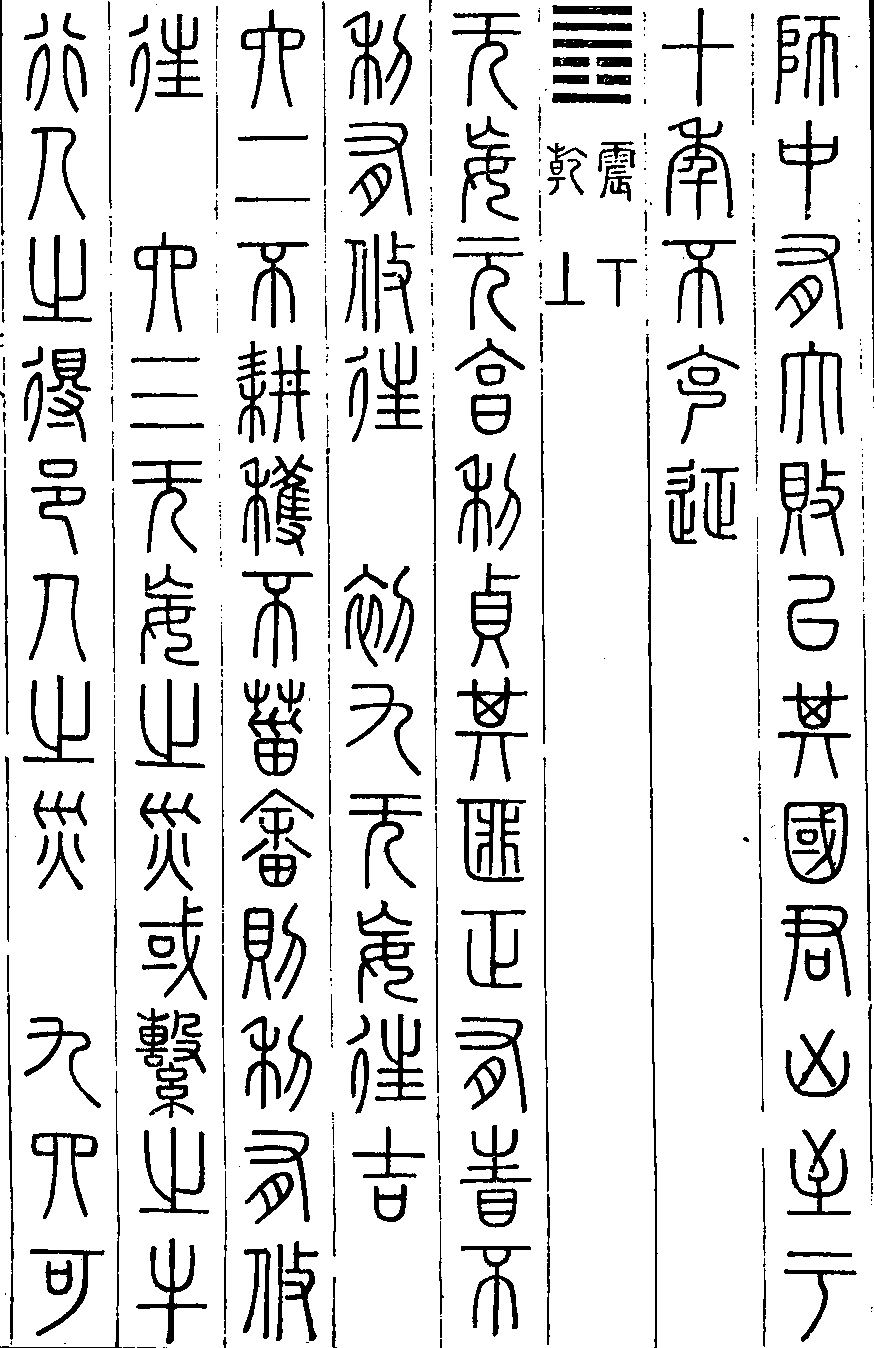 師中有大敗以其國君凶至于
十年不克征
䷘ 震下
乾上
无妄元亨利貞其匪正有眚不
利有攸往　初九无妄往吉
六二不耕穫不菑畬則利有攸
往　六三无妄之災或繫之牛
行人之得邑人之災　九四可